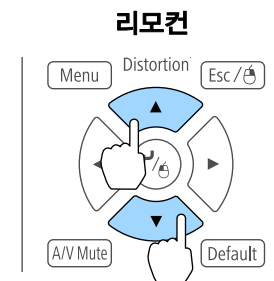 리모컨
Distortion
Menu
Esc/
A/V Mute
Default